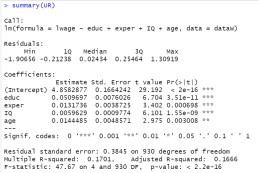 > summary(UR)
Call:
lm(formula = lwage ~ educ + exper + IQ + age, data = dataw)
Residuals:
Min 1Q Median 3Q Max
-1.90656 -0.21238 0.02434 0.25464 1.30919
Coefficients:
Estimate Std. Error t value Pr(>|t|)
(Intercept) 4.8582877 0.1664242 29.192 < 2e-16 ***
educ 0.0509697 0.0076026 6.704 3.51e-11 ***
exper 0.0131736 0.0038725 3.402 0.000698 ***
IQ 0.0059629 0.0009774 6.101 1.55e-09 ***
age 0.0144485 0.0048571 2.975 0.003008 **
---
Signif. codes: 0 '***' 0.001 '**' 0.01 '*' 0.05 '.' 0.1 ' ' 1
Residual standard error: 0.3845 on 930 degrees of freedom
Multiple R-squared: 0.1701, Adjusted R-squared: 0.1666
F-statistic: 47.67 on 4 and 930 DF, p-value: < 2.2e-16